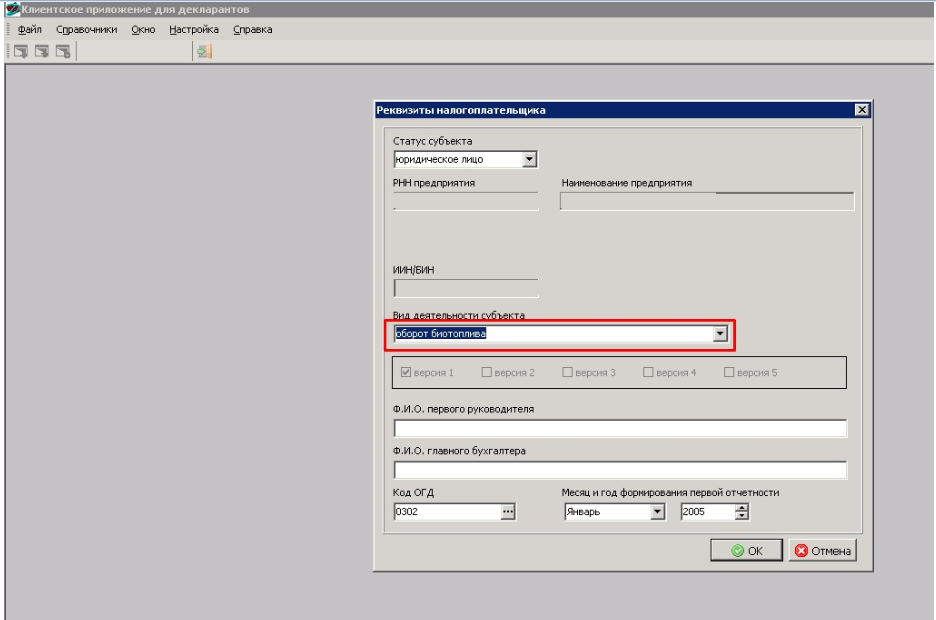 Клиентское приложение для декларантов
Файл Справочники Окно Настройка Справка
Реквизиты налогоплательщика
Статус субъекта
юридическое лицо
РНН предприятия Наименование предприятия
ИИН/БИН
Вид деятельности субъекта
оборот биотоплива
версия 1 версия 2 версия 3 версия 4 версия 5
Ф.И.О. первого руководителя
Ф.И.О. главного бухгалтера
Код ОГД Месяц и год формирования первой отчетности
0302 ... Январь 2005
OK Отмена